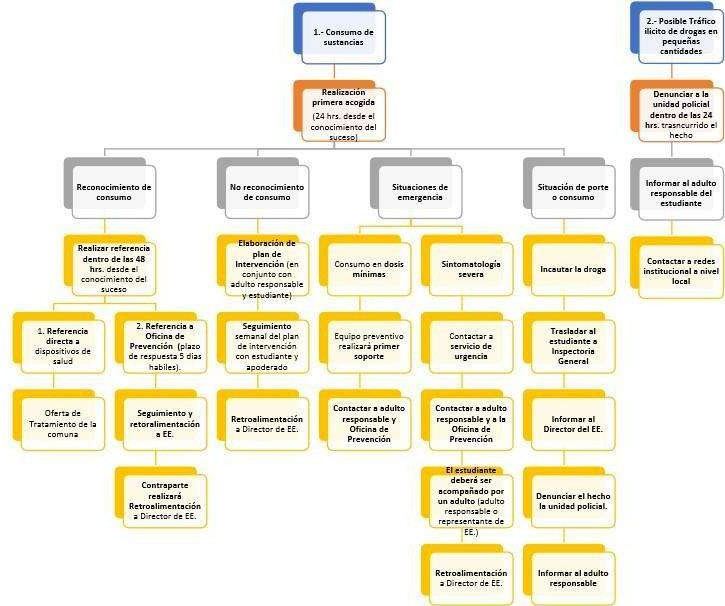 1.- Consumo de
sustancias
2.- Posible Tráfico
ilicito de drogas en
pequeñas
cantidades
Realización
primera acogida
(24 hrs. desde el
conocimiento del
suceso)
Denunciar a la
unidad policial
dentro de las 24
hrs. trasncurrido el
hecho
Reconocimiento de
consumo
No reconocimiento
de consumo
Situaciones de
emergencia
Situación de porte
o consumo
Informar al adulto
responsable del
estudiante
Realizar referencia
dentro de las 48
hrs. desde el
conocimiento del
suceso
Elaboración de
plan de
Intervención (en
conjunto con
adulto responsable
y estudiante)
Consumo en dosis
mínimas
Sintomatología
severa
Incautar la droga
Contactar a redes
institucional a nivel
local
1. Referencia
directa a
dispositivos de
salud
2. Referencia a
Oficina de
Prevención (plazo
de respuesta 5 dias
habiles).
Seguimiento
semanal del plan
de intervención
con estudiante y
apoderado
Equipo preventivo
realizará primer
soporte
Contactar a
servicio de
urgencia
Trasladar al
estudiante a
Inspectoría
General
Oferta de
Tratamiento de la
comuna
Seguimiento y
retoralimentación
a EE.
Retroalimentación
a Director de EE.
Contactar a adulto
responsable y
Oficina de
Prevención
Contactar a adulto
responsable y a la
Oficina de
Prevención
Informar al
Director del EE.
Contraparte
realizará
Retroalimentación
a Director de EE.
El estudiante
deberá ser
acompañado por
un adulto (adulto
responsable o
representante de
EE.)
Denunciar el hecho
la unidad policial.
Retroalimentación
a Director de EE.
Informar al adulto
responsable